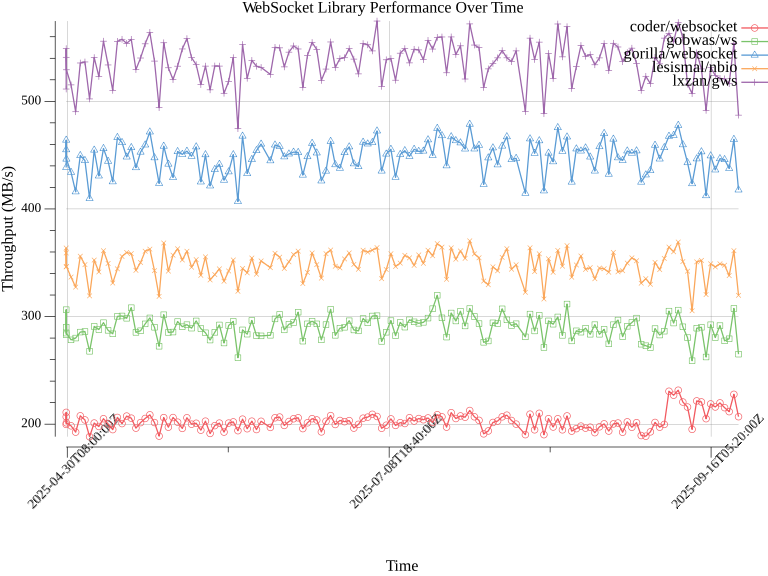 WebSocket Library Performance Over Time
coder/websocket
gobwas/ws
gorilla/websocket
lesismal/nbio
lxzan/gws
Throughput (MB/s)
500
400
300
200
2025-04-30T08:00:00Z
2025-07-08T18:40:00Z
2025-09-16T05:20:00Z
Time